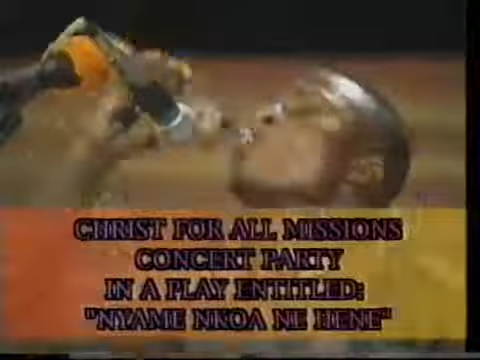 CHRIST FOR ALL MISSIONS
CONCERT PARTY
IN A PLAY ENTITLED:
"NYAME NKOA NE HENE"